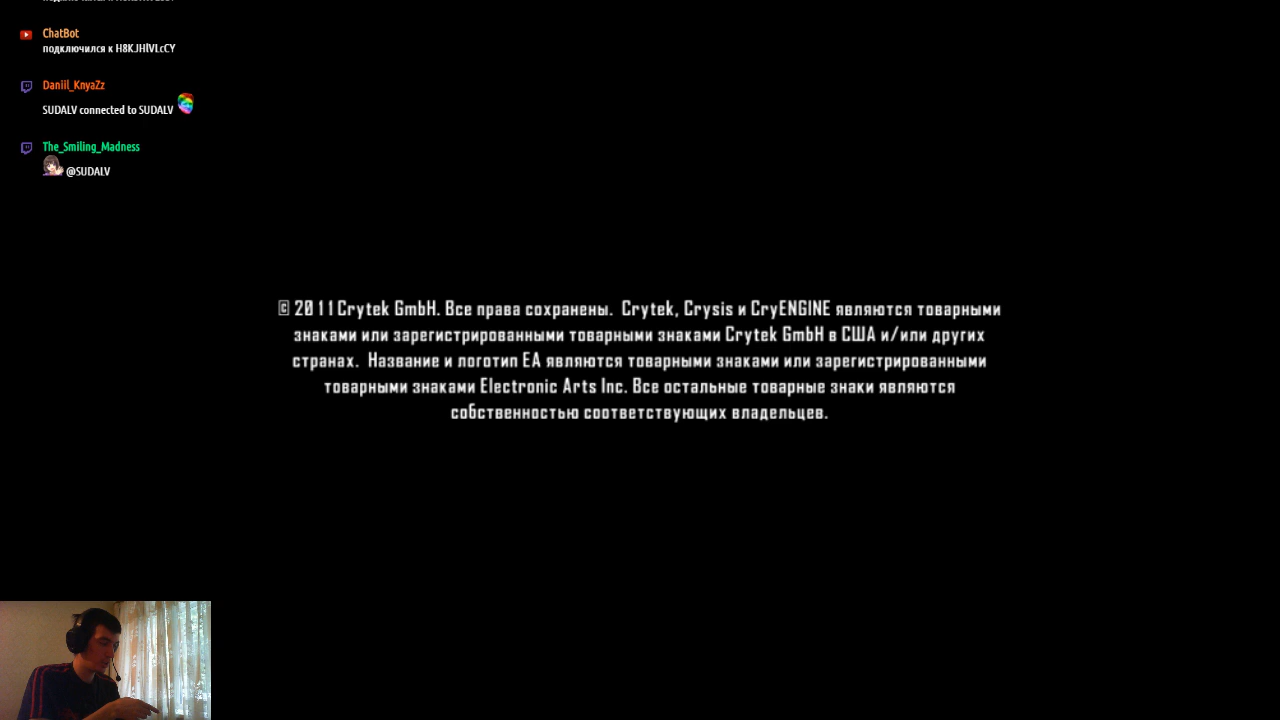 ChatBot
подключился к H8KJHlVLcCY
Daniil_KnyaZz
SUDALV connected to SUDALV
The_Smiling_Madness
@SUDALV
© 2011 Crytek GmbH. Все права сохранены. Crytek, Crysis и CryENGINE являются товарными
знаками или зарегистрированными товарными знаками Crytek GmbH в США и/или других
странах. Название и логотип EA являются товарными знаками или зарегистрированными
товарными знаками Electronic Arts Inc. Все остальные товарные знаки являются
собственностью соответствующих владельцев.